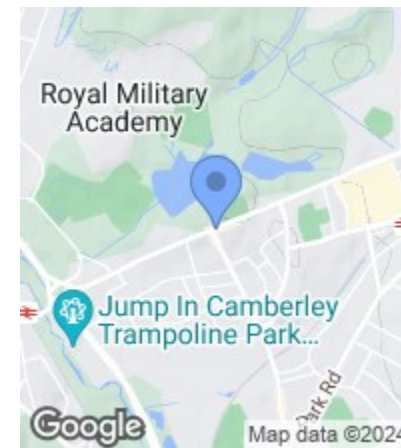 Royal Military
Academy
Jump In Camberley
Trampoline Park...
Park Rd
Google
Map data ©2024